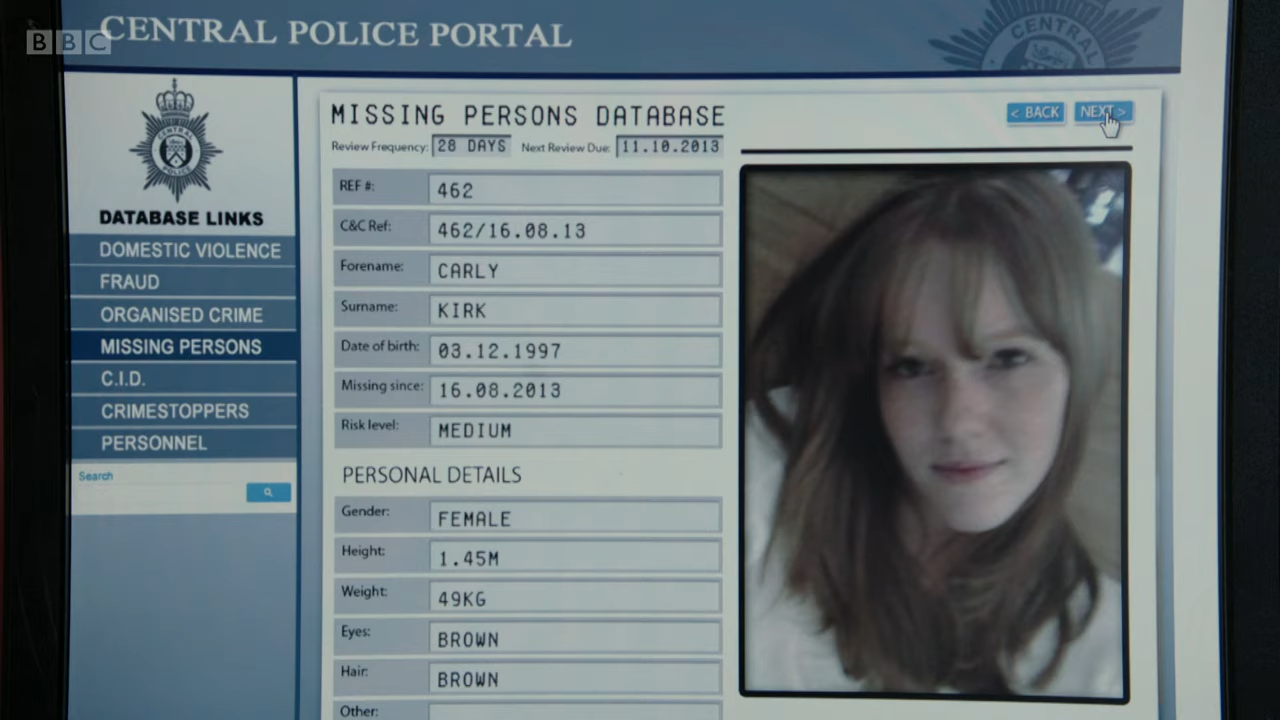 BBC
CENTRAL POLICE PORTAL
CENTRAL
CENTRAL
POLICE
DATABASE LINKS
DOMESTIC VIOLENCE
FRAUD
ORGANISED CRIME
MISSING PERSONS
C.I.D.
CRIMESTOPPERS
PERSONNEL
Search
MISSING PERSONS DATABASE
< BACK NEXT >
Review Frequency: 28 DAYS Next Review Due: 11.10.2013
REF #: 462
C&C Ref: 462/16.08.13
Forename: CARLY
Surname: KIRK
Date of birth: 03.12.1997
Missing since: 16.08.2013
Risk level: MEDIUM
PERSONAL DETAILS
Gender: FEMALE
Height: 1.45M
Weight: 49KG
Eyes: BROWN
Hair: BROWN
Other: